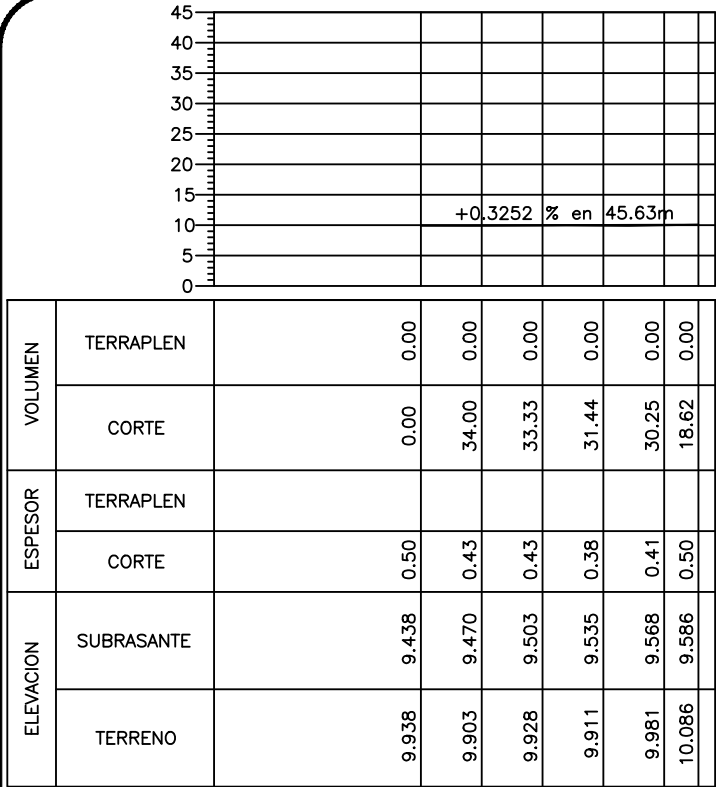 45
40
35
30
25
20
15
10
5
0
+0.3252 % en 45.63m
VOLUMEN
TERRAPLEN 0.00 0.00 0.00 0.00 0.00 0.00
CORTE 0.00 34.00 33.33 31.44 30.25 18.62
ESPESOR
TERRAPLEN
CORTE 0.50 0.43 0.43 0.38 0.41 0.50
ELEVACION
SUBRASANTE 9.438 9.470 9.503 9.535 9.568 9.586
TERRENO 9.938 9.903 9.928 9.911 9.981 10.086